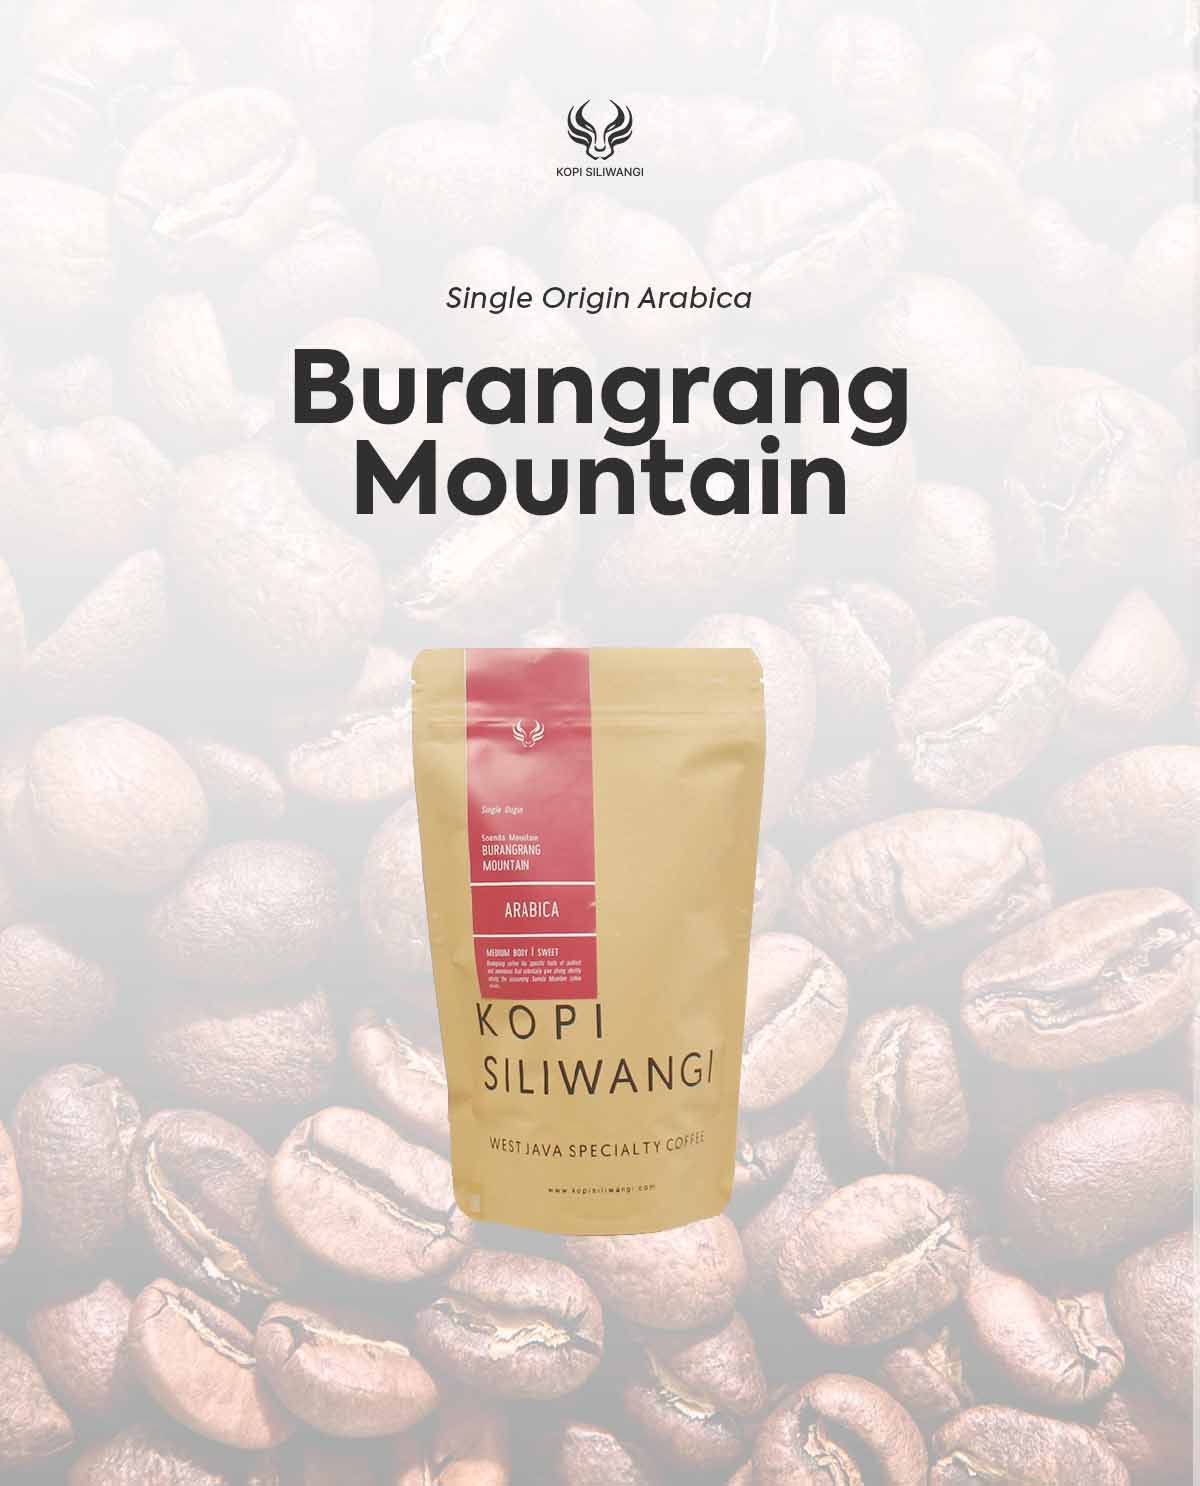 KOPI SILIWANGI
Single Origin Arabica
Burangrang
Mountain
Single Origin
Soenda Mountain
BURANGRANG
MOUNTAIN
ARABICA
MEDIUM BODY | SWEET
KOPI
SILIWANGI
WEST JAVA SPECIALTY COFFEE
www.kopisiliwangi.com